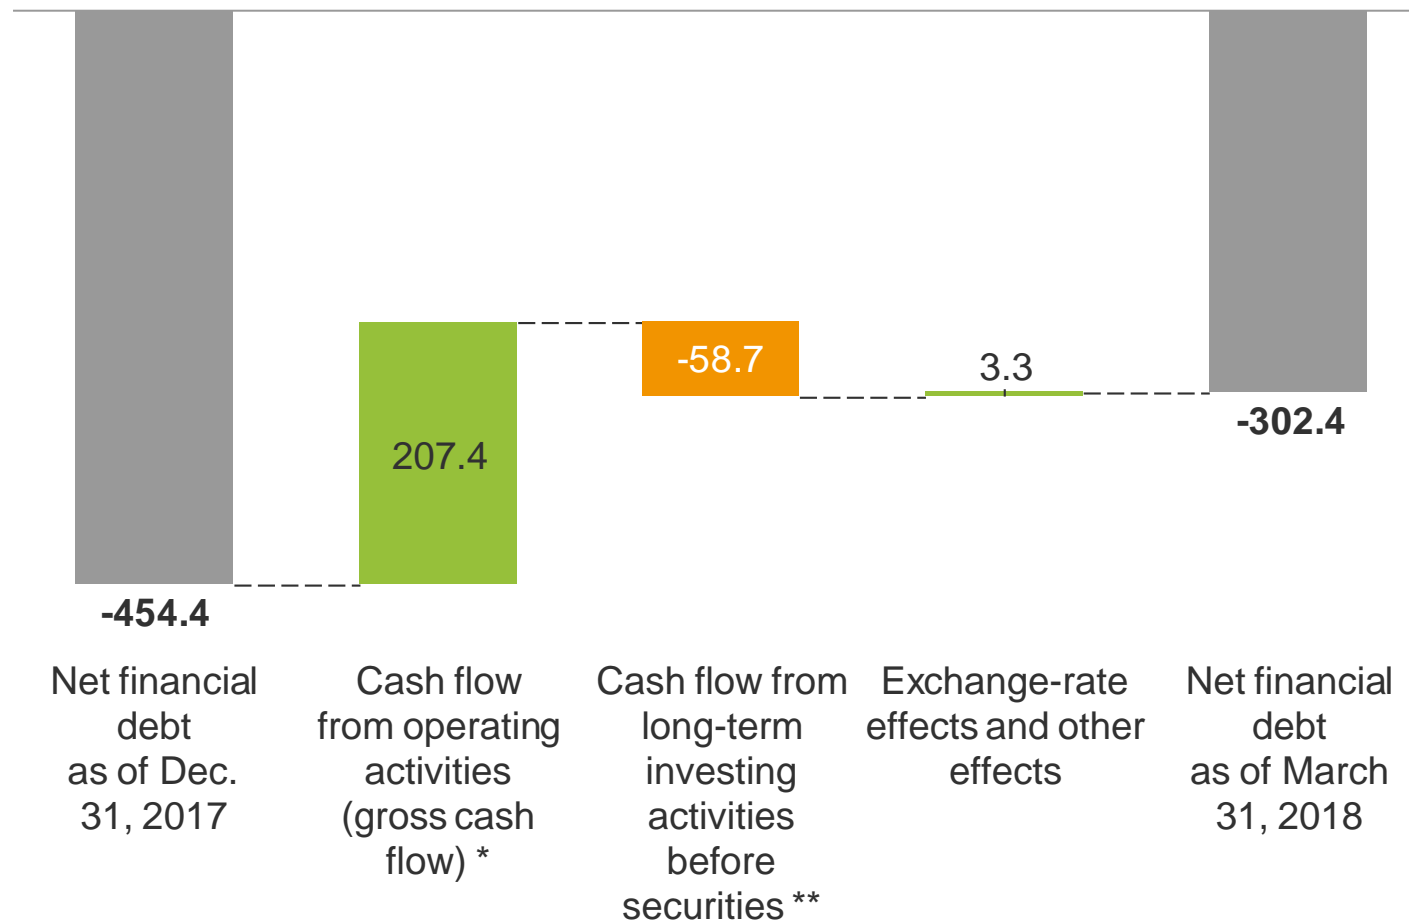 207.4
-58.7
3.3
-302.4
-454.4
Net financial
debt
as of Dec.
31, 2017
Cash flow
from operating
activities
(gross cash
flow) *
Cash flow from
long-term
investing
activities
before
securities **
Exchange-rate
effects and other
effects
Net financial
debt
as of March
31, 2018